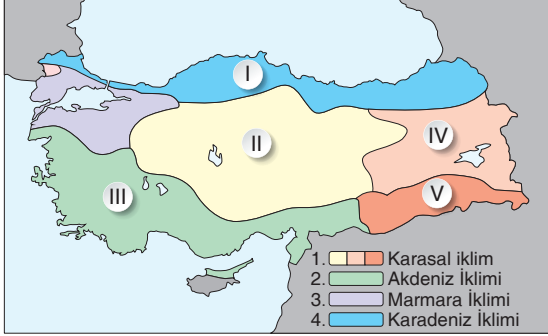 I
II
IV
III
V
1. Karasal iklim
2. Akdeniz İklimi
3. Marmara İklimi
4. Karadeniz İklimi